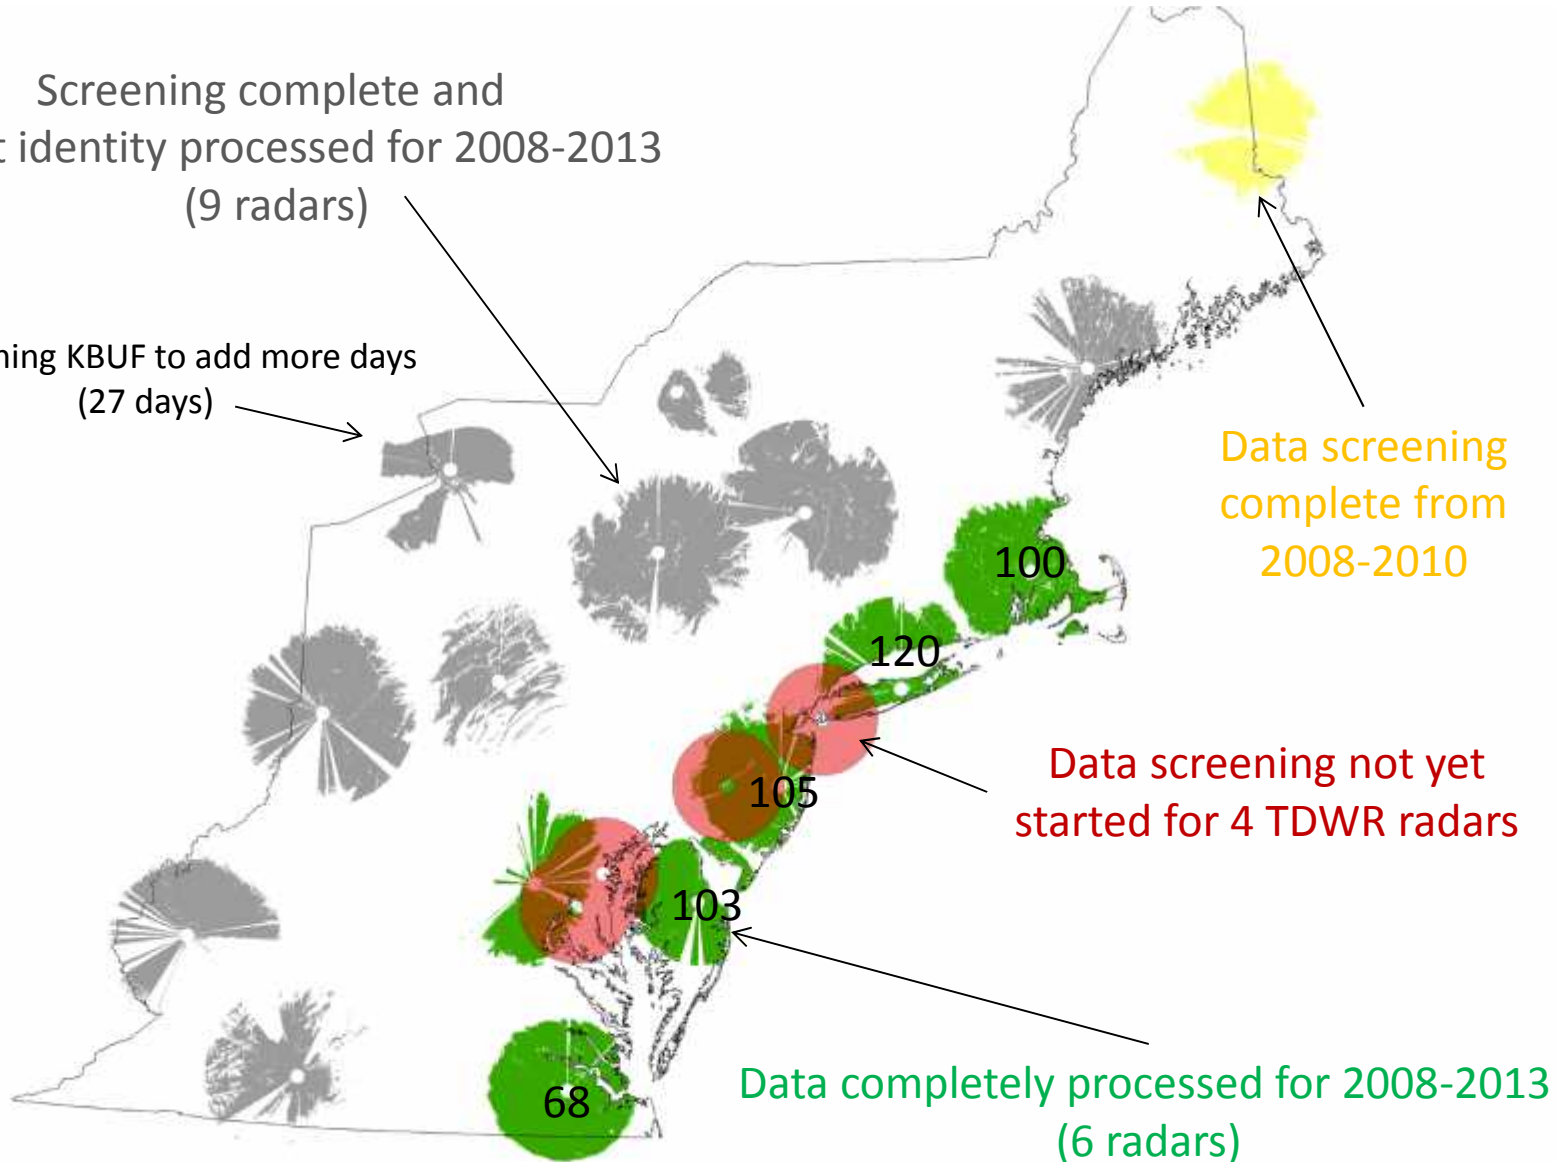 Screening complete and
identity processed for 2008-2013
(9 radars)
KBUF to add more days
(27 days)
Data screening
complete from
2008-2010
100
120
Data screening not yet
started for 4 TDWR radars
105
103
68
Data completely processed for 2008-2013
(6 radars)